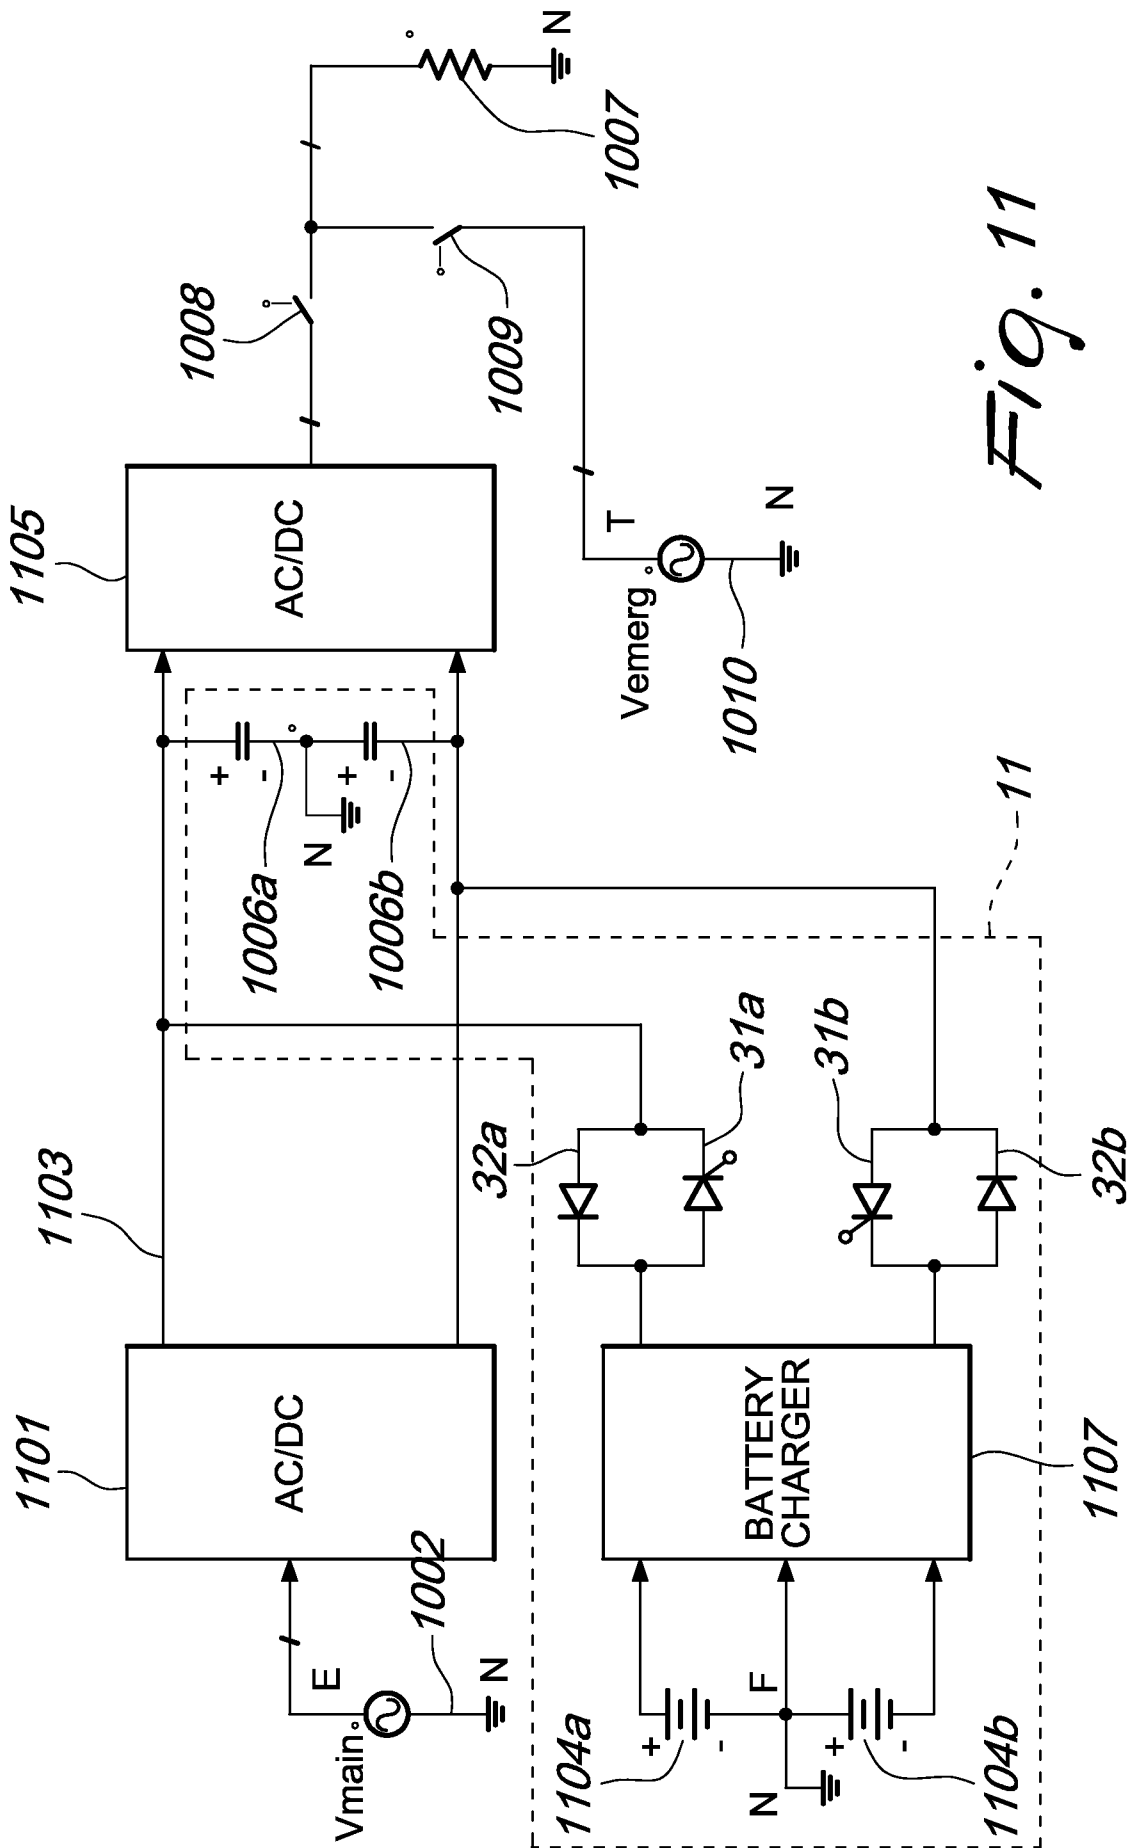 1101
1103
1105
AC/DC
AC/DC
E
Vmain
1002
N
+
-
1006a
N
+
-
1006b
1008
1009
1007
N
T
Vemerg
1010
N
11
32a
31a
31b
32b
BATTERY
CHARGER
1107
+
-
1104a
F
N
+
-
1104b
Fig. 11